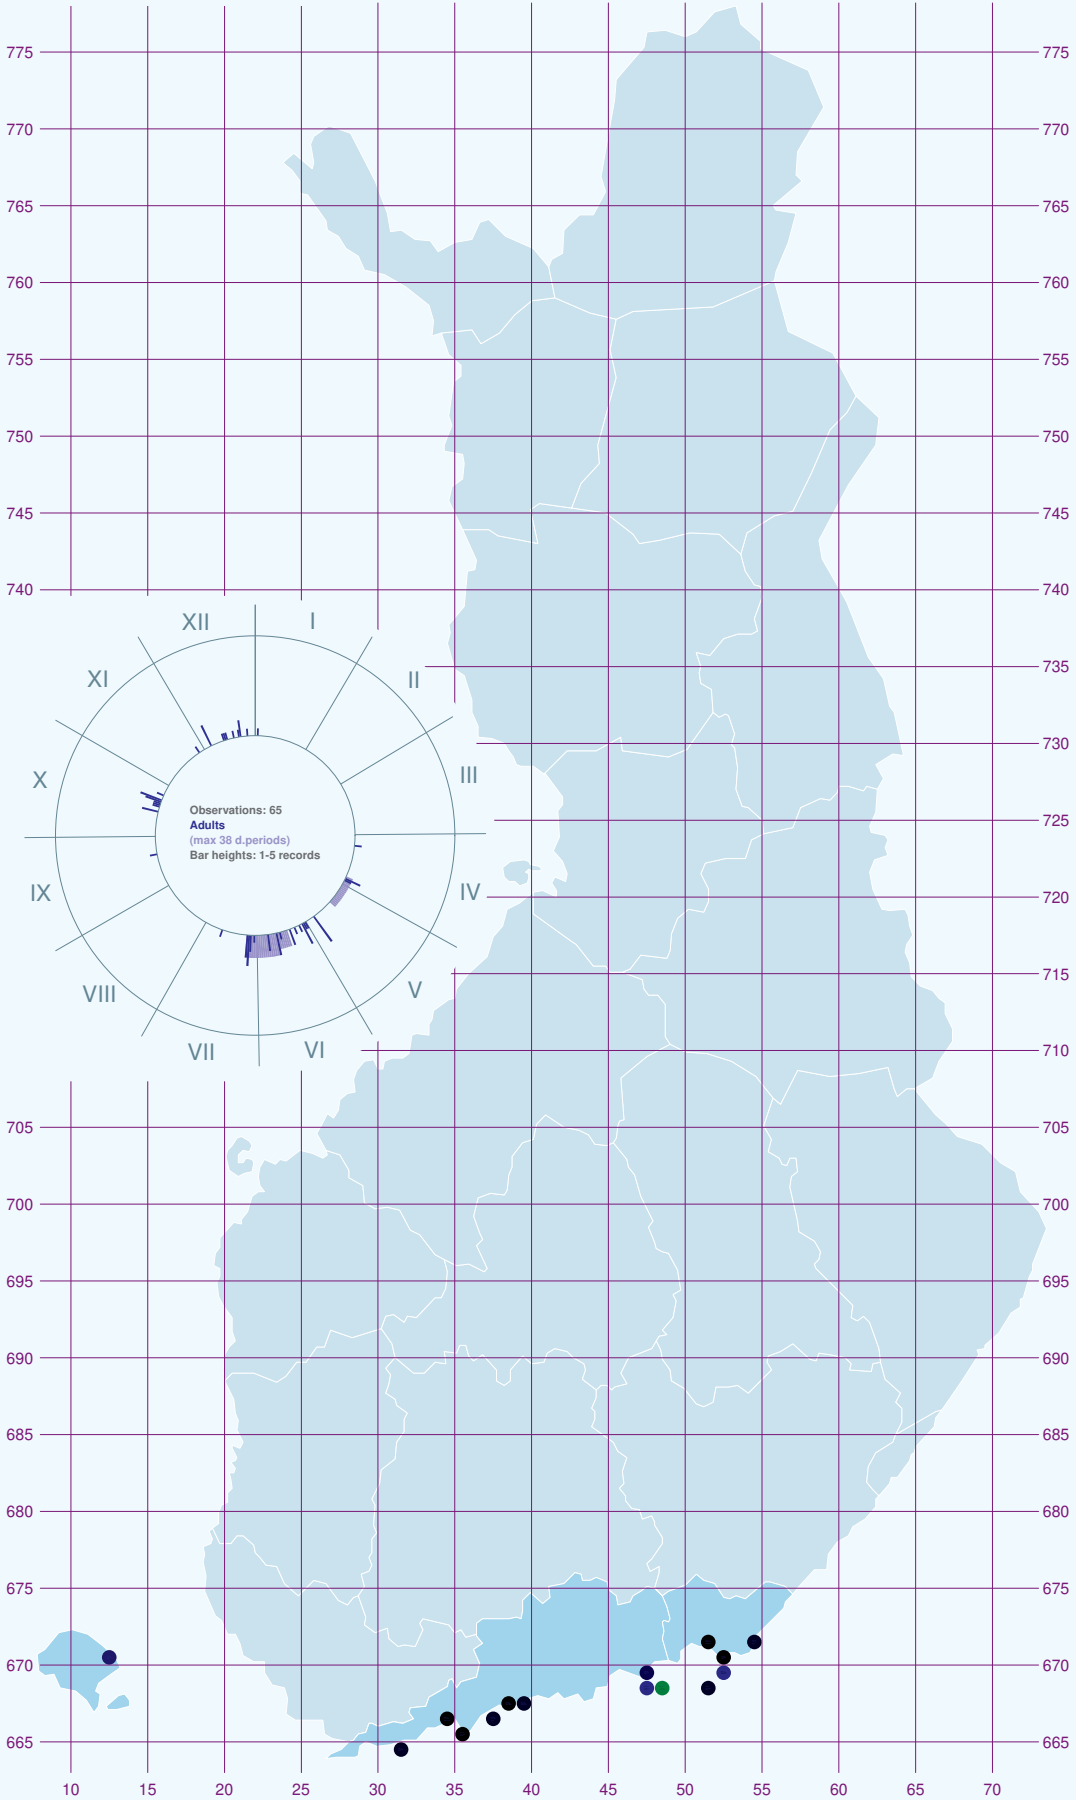 775 775
770 770
765 765
760 760
755 755
750 750
745 745
740 740
XII I
735
XI II
730
X III
725
Observations: 65
Adults
(max 38 d.periods)
Bar heights: 1-5 records
IX IV
720
715
VIII V
VII VI
710
705 705
700 700
695 695
690 690
685 685
680 680
675 675
670 670
665 665
10 15 20 25 30 35 40 45 50 55 60 65 70